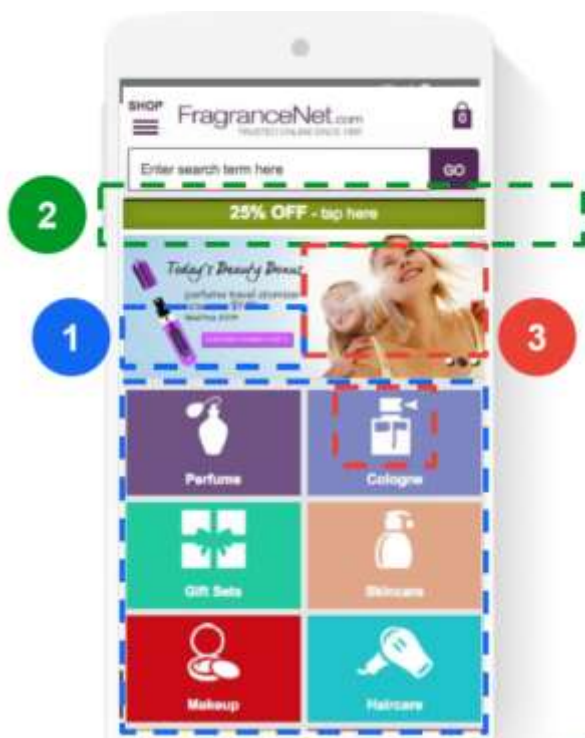 SHOP
FragranceNet.com
TRUSTED ONLINE SINCE 1997
0
Enter search term here
GO
2
25% OFF - tap here
Today's Beauty Bonus
perfume travel atomizer
1
3
Perfume
Cologne
Gift Sets
Skincare
Makeup
Haircare